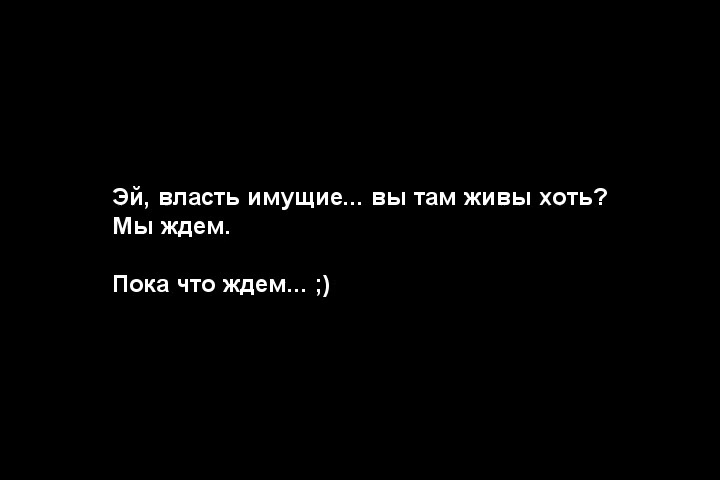 Эй, власть имущие... вы там живы хоть?
Мы ждем.
Пока что ждем... ;)